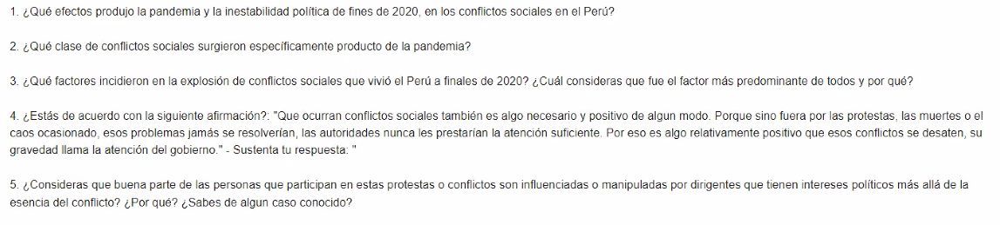 1. ¿Qué efectos produjo la pandemia y la inestabilidad política de fines de 2020, en los conflictos sociales en el Perú?
2. ¿Qué clase de conflictos sociales surgieron específicamente producto de la pandemia?
3. ¿Qué factores incidieron en la explosión de conflictos sociales que vivió el Perú a finales de 2020? ¿Cuál consideras que fue el factor más predominante de todos y por qué?
4. ¿Estás de acuerdo con la siguiente afirmación?: "Que ocurran conflictos sociales también es algo necesario y positivo de algun modo. Porque sino fuera por las protestas, las muertes o el
caos ocasionado, esos problemas jamás se resolverían, las autoridades nunca les prestarían la atención suficiente. Por eso es algo relativamente positivo que esos conflictos se desaten, su
gravedad llama la atención del gobierno." - Sustenta tu respuesta: "
5. ¿Consideras que buena parte de las personas que participan en estas protestas o conflictos son influenciadas o manipuladas por dirigentes que tienen intereses políticos más allá de la
esencia del conflicto? ¿Por qué? ¿Sabes de algun caso conocido?